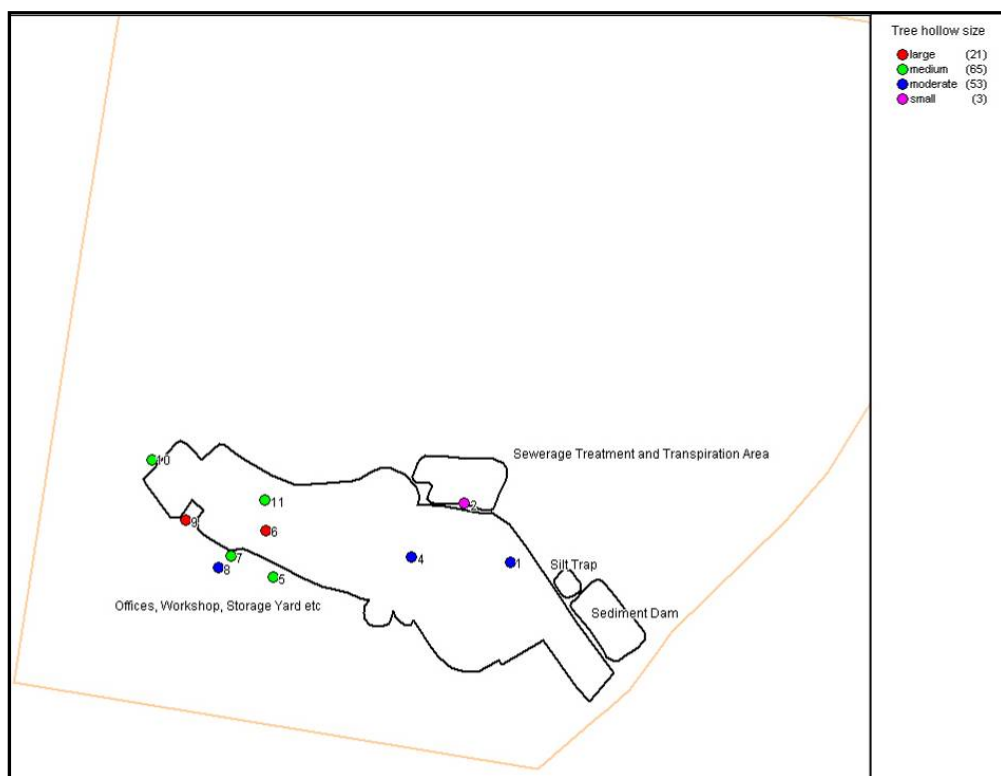 Tree hollow size
large (21)
medium (65)
moderate (53)
small (3)
10
Sewerage Treatment and Transpiration Area
11
2
9
6
7
4
8
5
1
Silt Trap
Offices, Workshop, Storage Yard etc
Sediment Dam